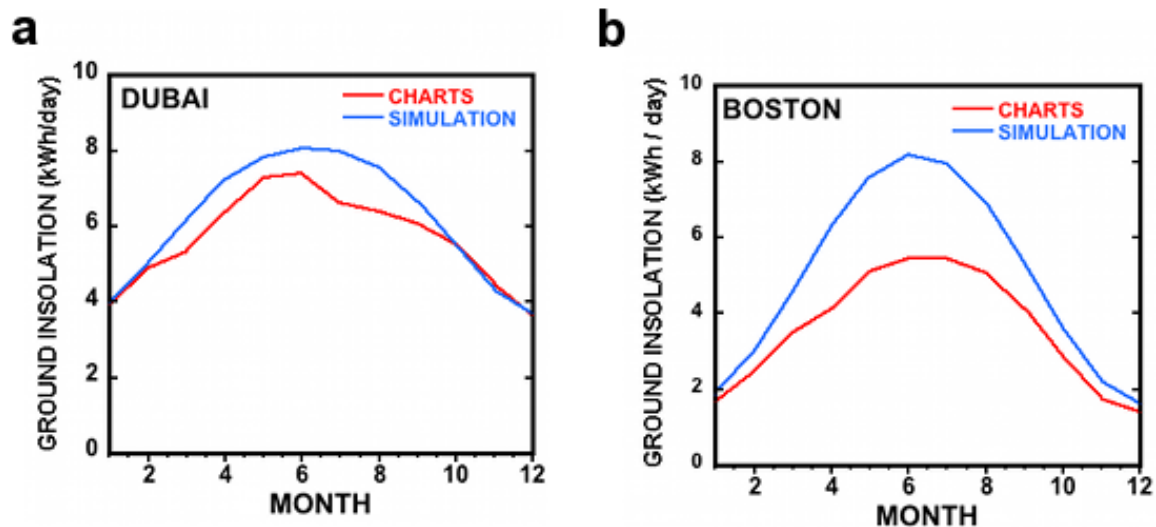 a
DUBAI
CHARTS
SIMULATION
GROUND INSOLATION (kWh/day)
10
8
6
4
2
0
2 4 6 8 10 12
MONTH
b
BOSTON
CHARTS
SIMULATION
GROUND INSOLATION (kWh / day)
10
8
6
4
2
0
2 4 6 8 10 12
MONTH